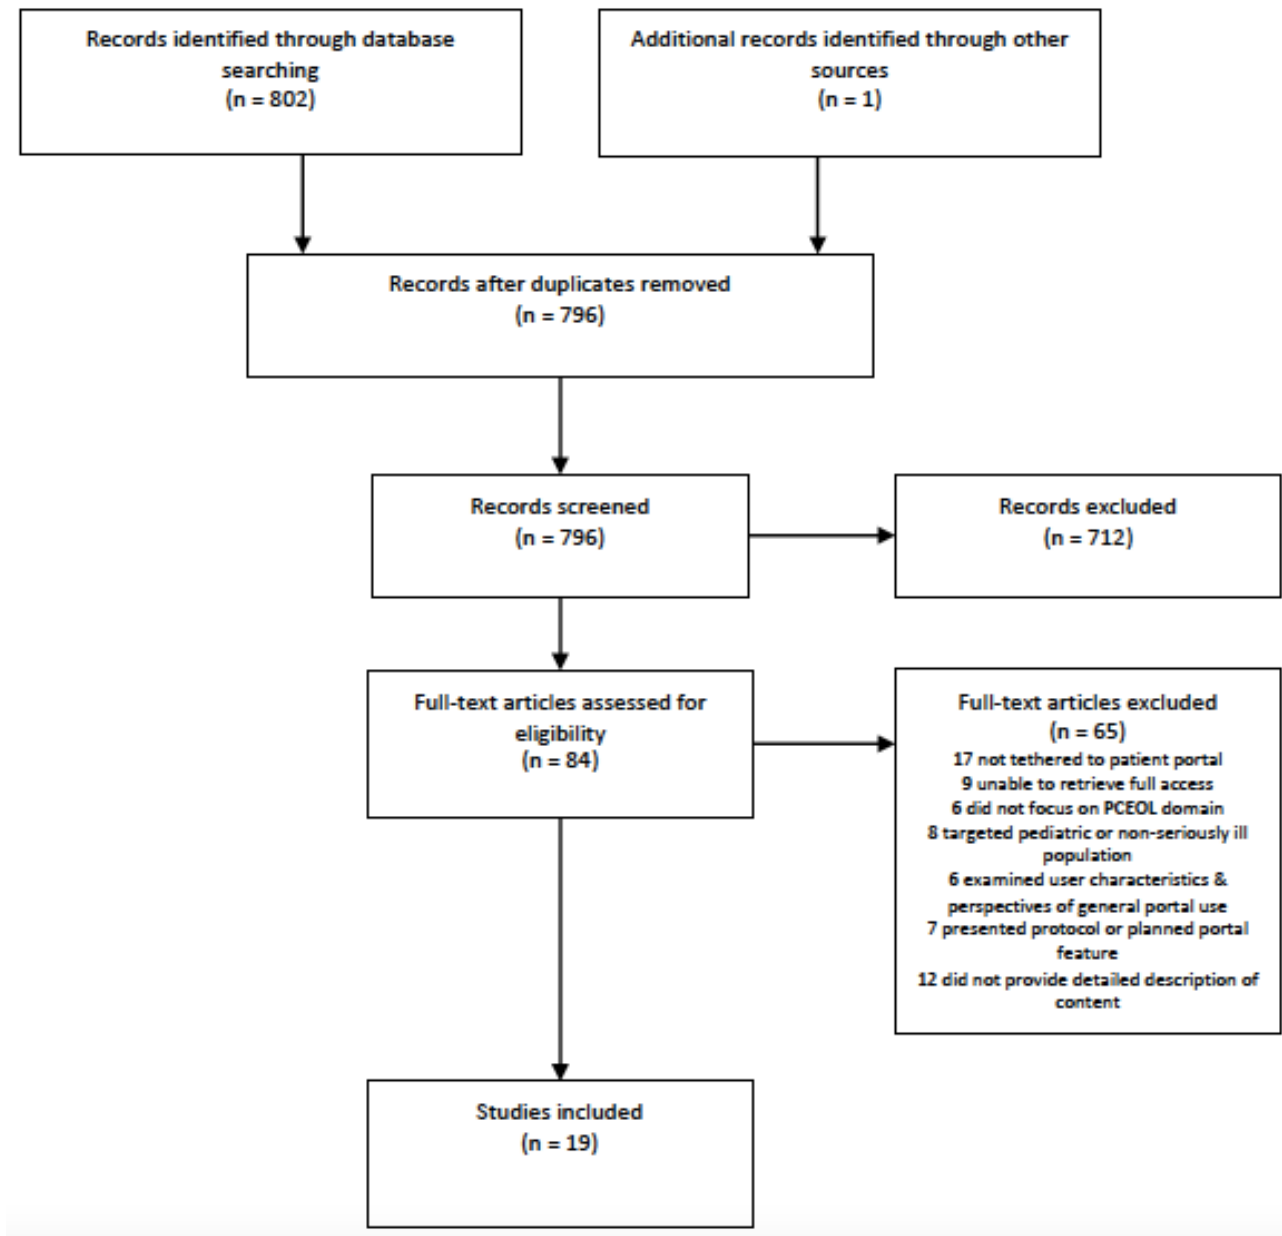 Records identified through database
searching
(n = 802)
Additional records identified through other
sources
(n = 1)
Records after duplicates removed
(n = 796)
Records screened
(n = 796)
Records excluded
(n = 712)
Full-text articles assessed for
eligibility
(n = 84)
Full-text articles excluded
(n = 65)
17 not tethered to patient portal
9 unable to retrieve full access
6 did not focus on PCEOL domain
8 targeted pediatric or non-seriously ill
population
6 examined user characteristics &
perspectives of general portal use
7 presented protocol or planned portal
feature
12 did not provide detailed description of
content
Studies included
(n = 19)